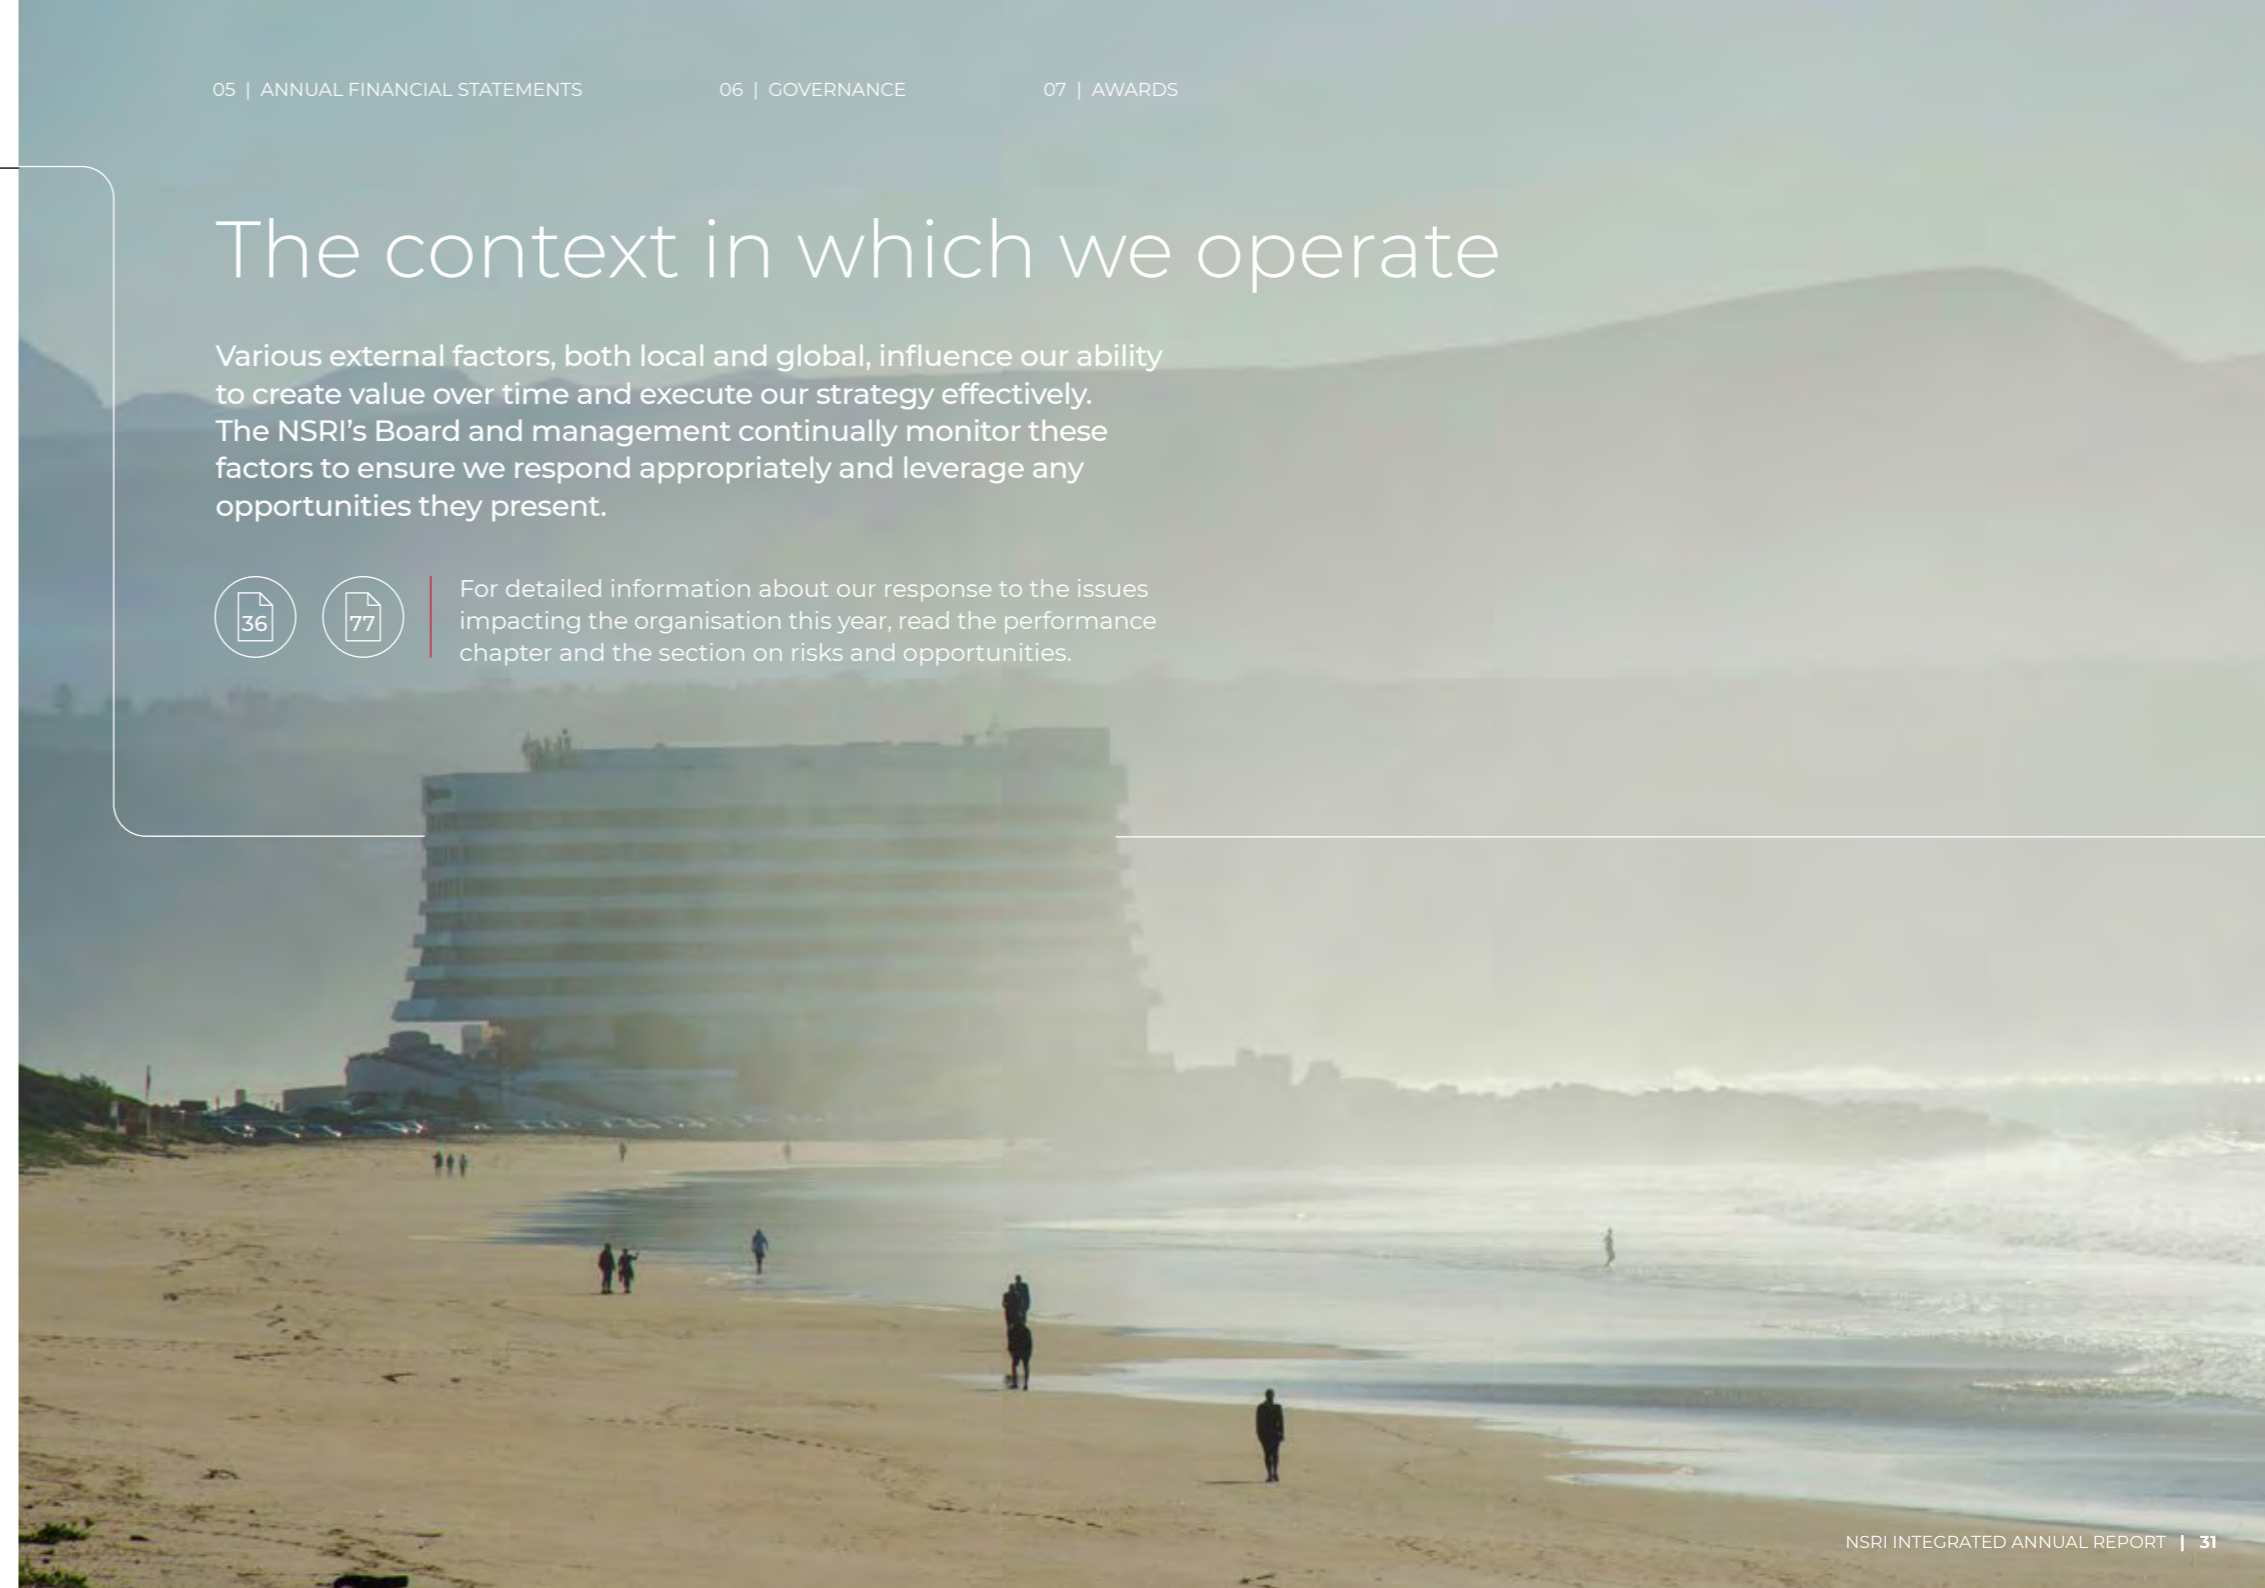 05 | ANNUAL FINANCIAL STATEMENTS 06 | GOVERNANCE 07 | AWARDS
The context in which we operate
Various external factors, both local and global, influence our ability
to create value over time and execute our strategy effectively.
The NSRI’s Board and management continually monitor these
factors to ensure we respond appropriately and leverage any
opportunities they present.
36 77
For detailed information about our response to the issues
impacting the organisation this year, read the performance
chapter and the section on risks and opportunities.
NSRI INTEGRATED ANNUAL REPORT | 31